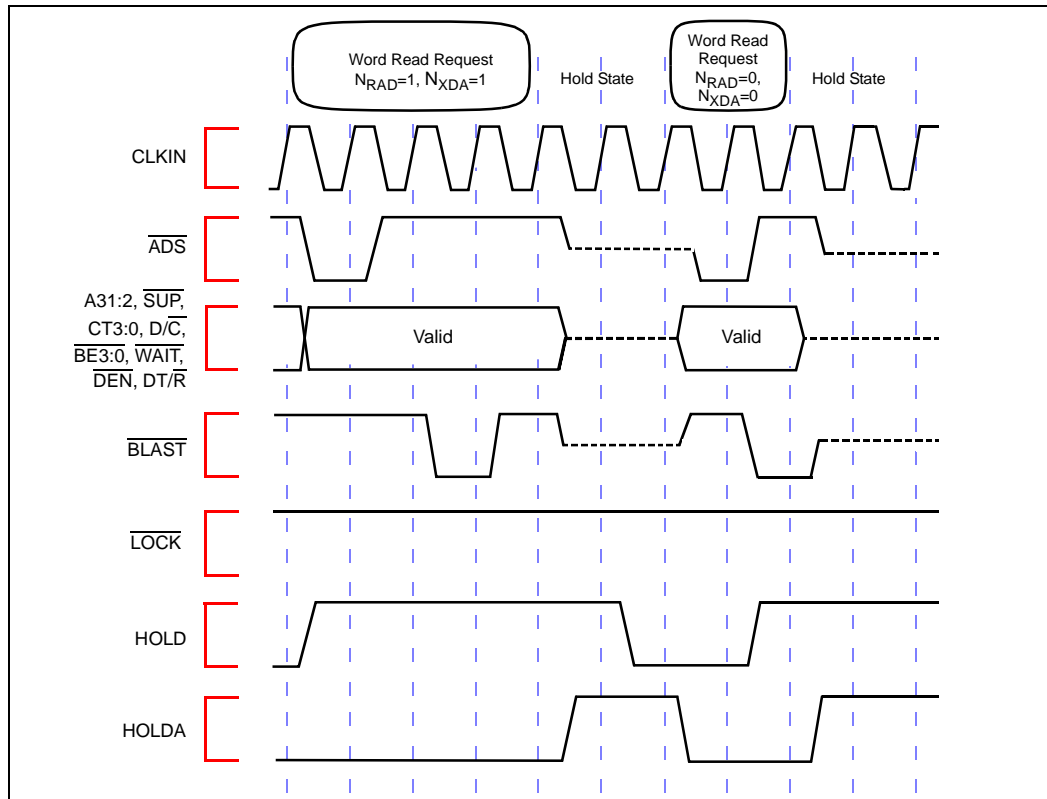 Word Read Request
NRAD=1, NXDA=1
Hold State
Word Read
Request
NRAD=0,
NXDA=0
Hold State
CLKIN
ADS
A31:2, SUP,
CT3:0, D/C,
BE3:0, WAIT,
DEN, DT/R
Valid
Valid
BLAST
LOCK
HOLD
HOLDA